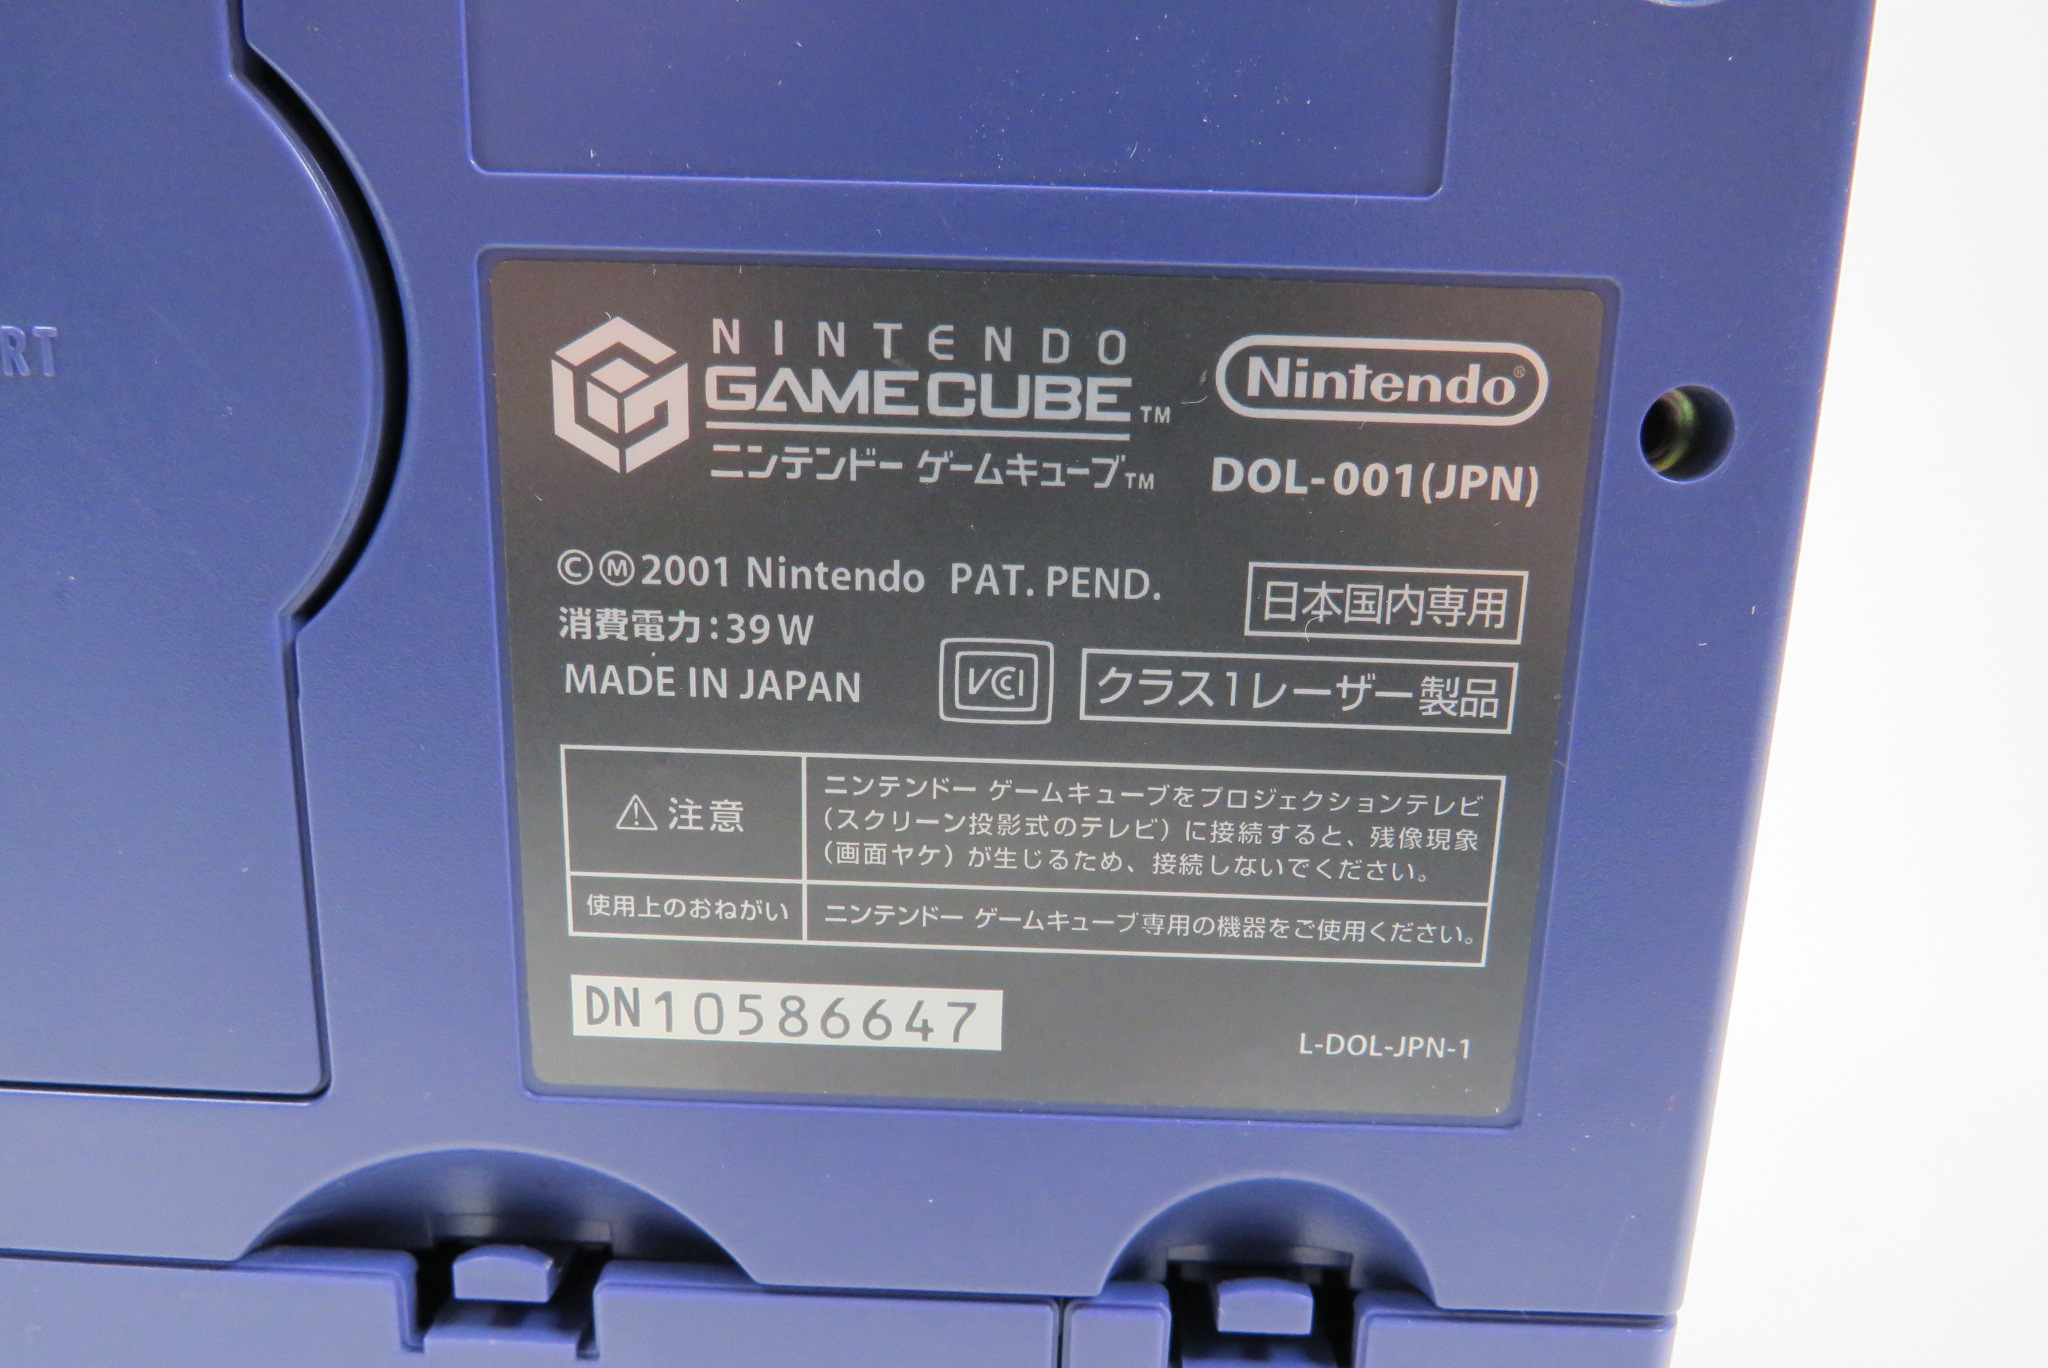 RT
NINTENDO
GAMECUBE™
ニンテンドー ゲームキューブ™
Nintendo®
DOL-001(JPN)
©Ⓜ2001 Nintendo PAT. PEND.
日本国内専用
消費電力:39W
MADE IN JAPAN
VCI
クラス1レーザー製品
⚠注意
ニンテンドー ゲームキューブをプロジェクションテレビ
(スクリーン投影式のテレビ)に接続すると、残像現象
(画面ヤケ)が生じるため、接続しないでください。
使用上のおねがい
ニンテンドー ゲームキューブ専用の機器をご使用ください。
DN10586647
L-DOL-JPN-1